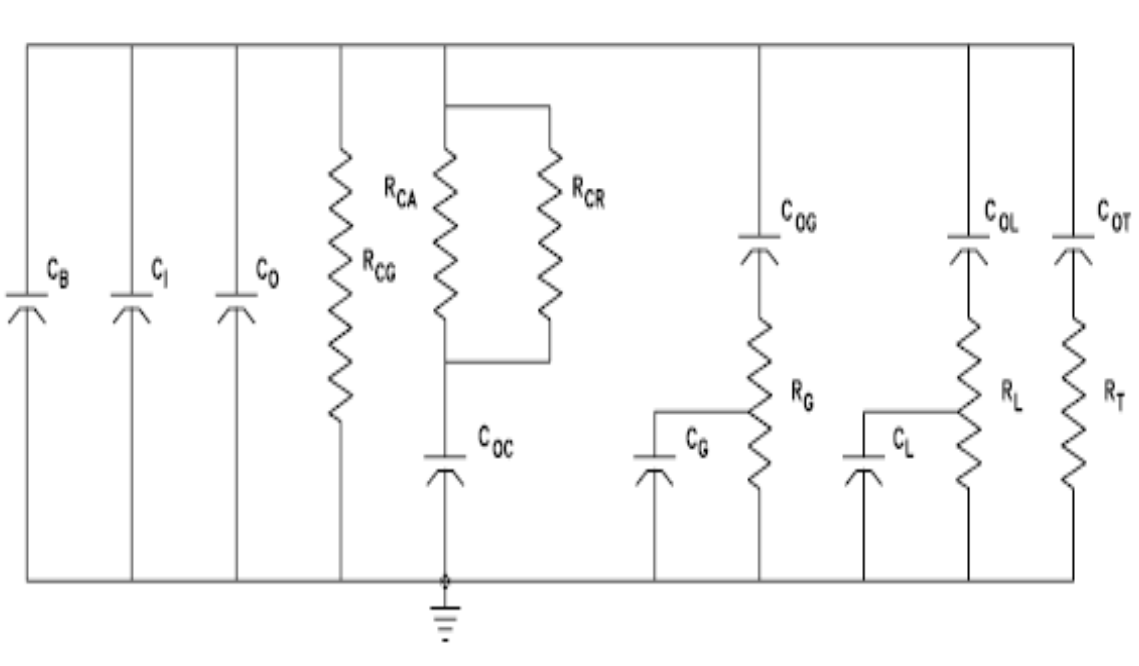 C_B
C_I
C_O
R_CG
R_CA
R_CR
C_OC
C_OG
R_G
C_G
C_OL
R_L
C_L
C_OT
R_T